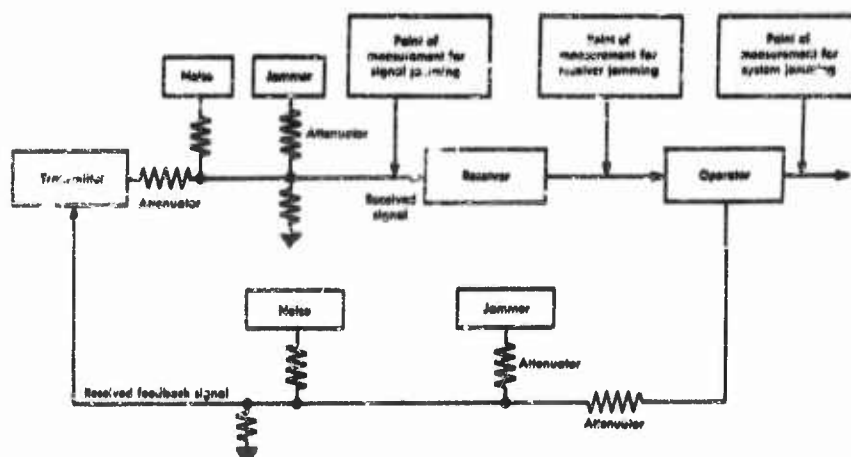 Point of
measurement for
signal jamming
Point of
measurement for
receiver jamming
Point of
measurement for
system jamming
Noise
Jammer
Attenuator
Transmitter
Attenuator
Received
signal
Receiver
Operator
Noise
Jammer
Attenuator
Received feedback signal
Attenuator